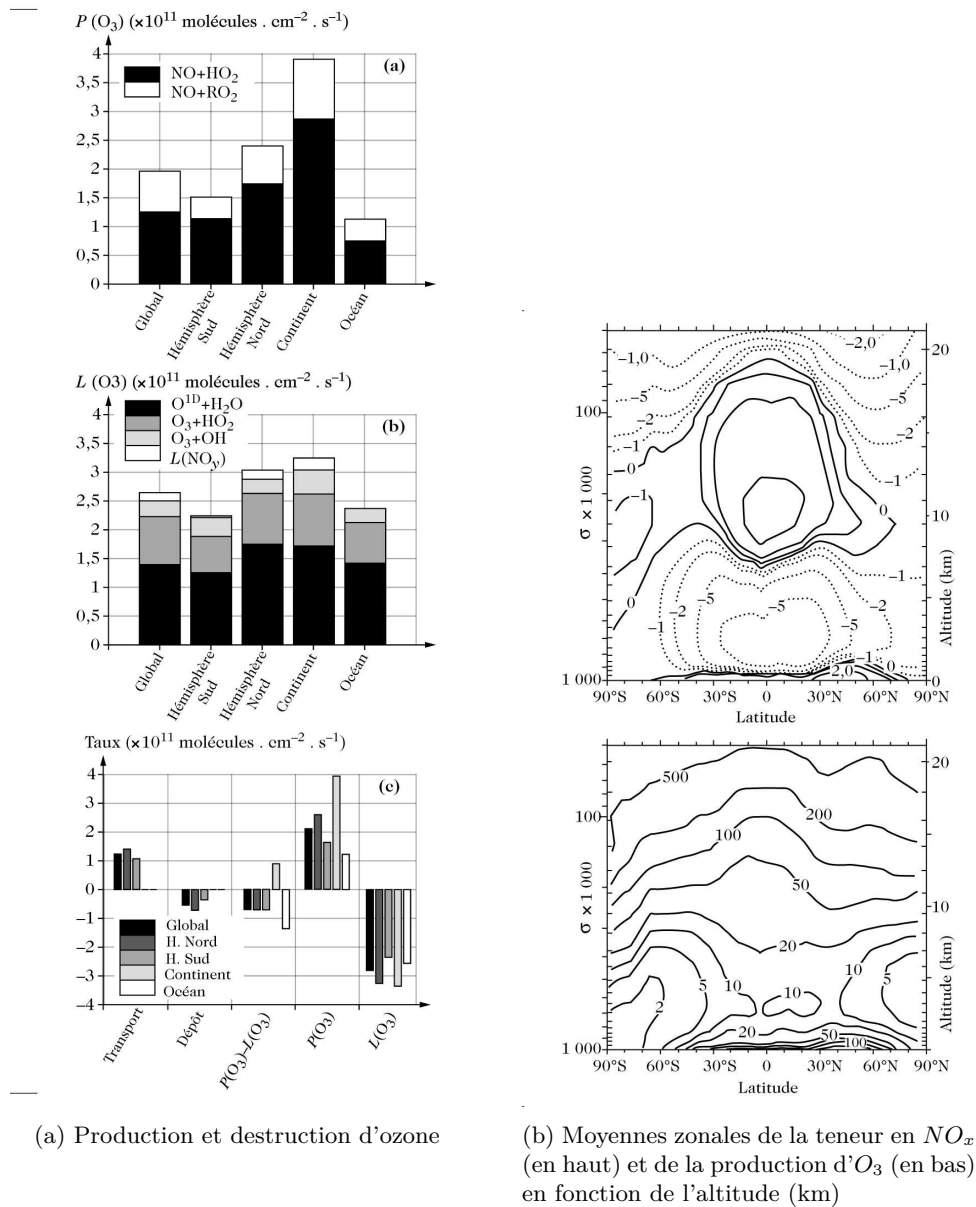 P (O3) (×10^11 molécules . cm−2 . s−1)
(a)
NO+HO2
NO+RO2
4
3,5
3
2,5
2
1,5
1
0,5
0
Global
Hémisphère Sud
Hémisphère Nord
Continent
Océan
L (O3) (×10^11 molécules . cm−2 . s−1)
(b)
O1D+H2O
O3+HO2
O3+OH
L(NOy)
4
3,5
3
2,5
2
1,5
1
0,5
0
Global
Hémisphère Sud
Hémisphère Nord
Continent
Océan
Taux (×10^11 molécules . cm−2 . s−1)
(c)
4
3
2
1
0
−1
−2
−3
−4
Global
H. Nord
H. Sud
Continent
Océan
Transport
Dépôt
P(O3)–L(O3)
P(O3)
L(O3)
(a) Production et destruction d'ozone
σ × 1 000
100
1 000
–2,0
–1,0
–1,0
–5
–5
–2
–2
–1
–1
0
0
–1
0
–1
–2
–5
–5
–5
–2
–1
–1
0
2,0
20
10
0
Altitude (km)
90°S 60°S 30°S 0 30°N 60°N 90°N
Latitude
σ × 1 000
100
1 000
500
200
100
50
20
10
10
10
5
5
2
20
50
100
20
10
0
Altitude (km)
90°S 60°S 30°S 0 30°N 60°N 90°N
Latitude
(b) Moyennes zonales de la teneur en NOx
(en haut) et de la production d'O3 (en bas)
en fonction de l'altitude (km)